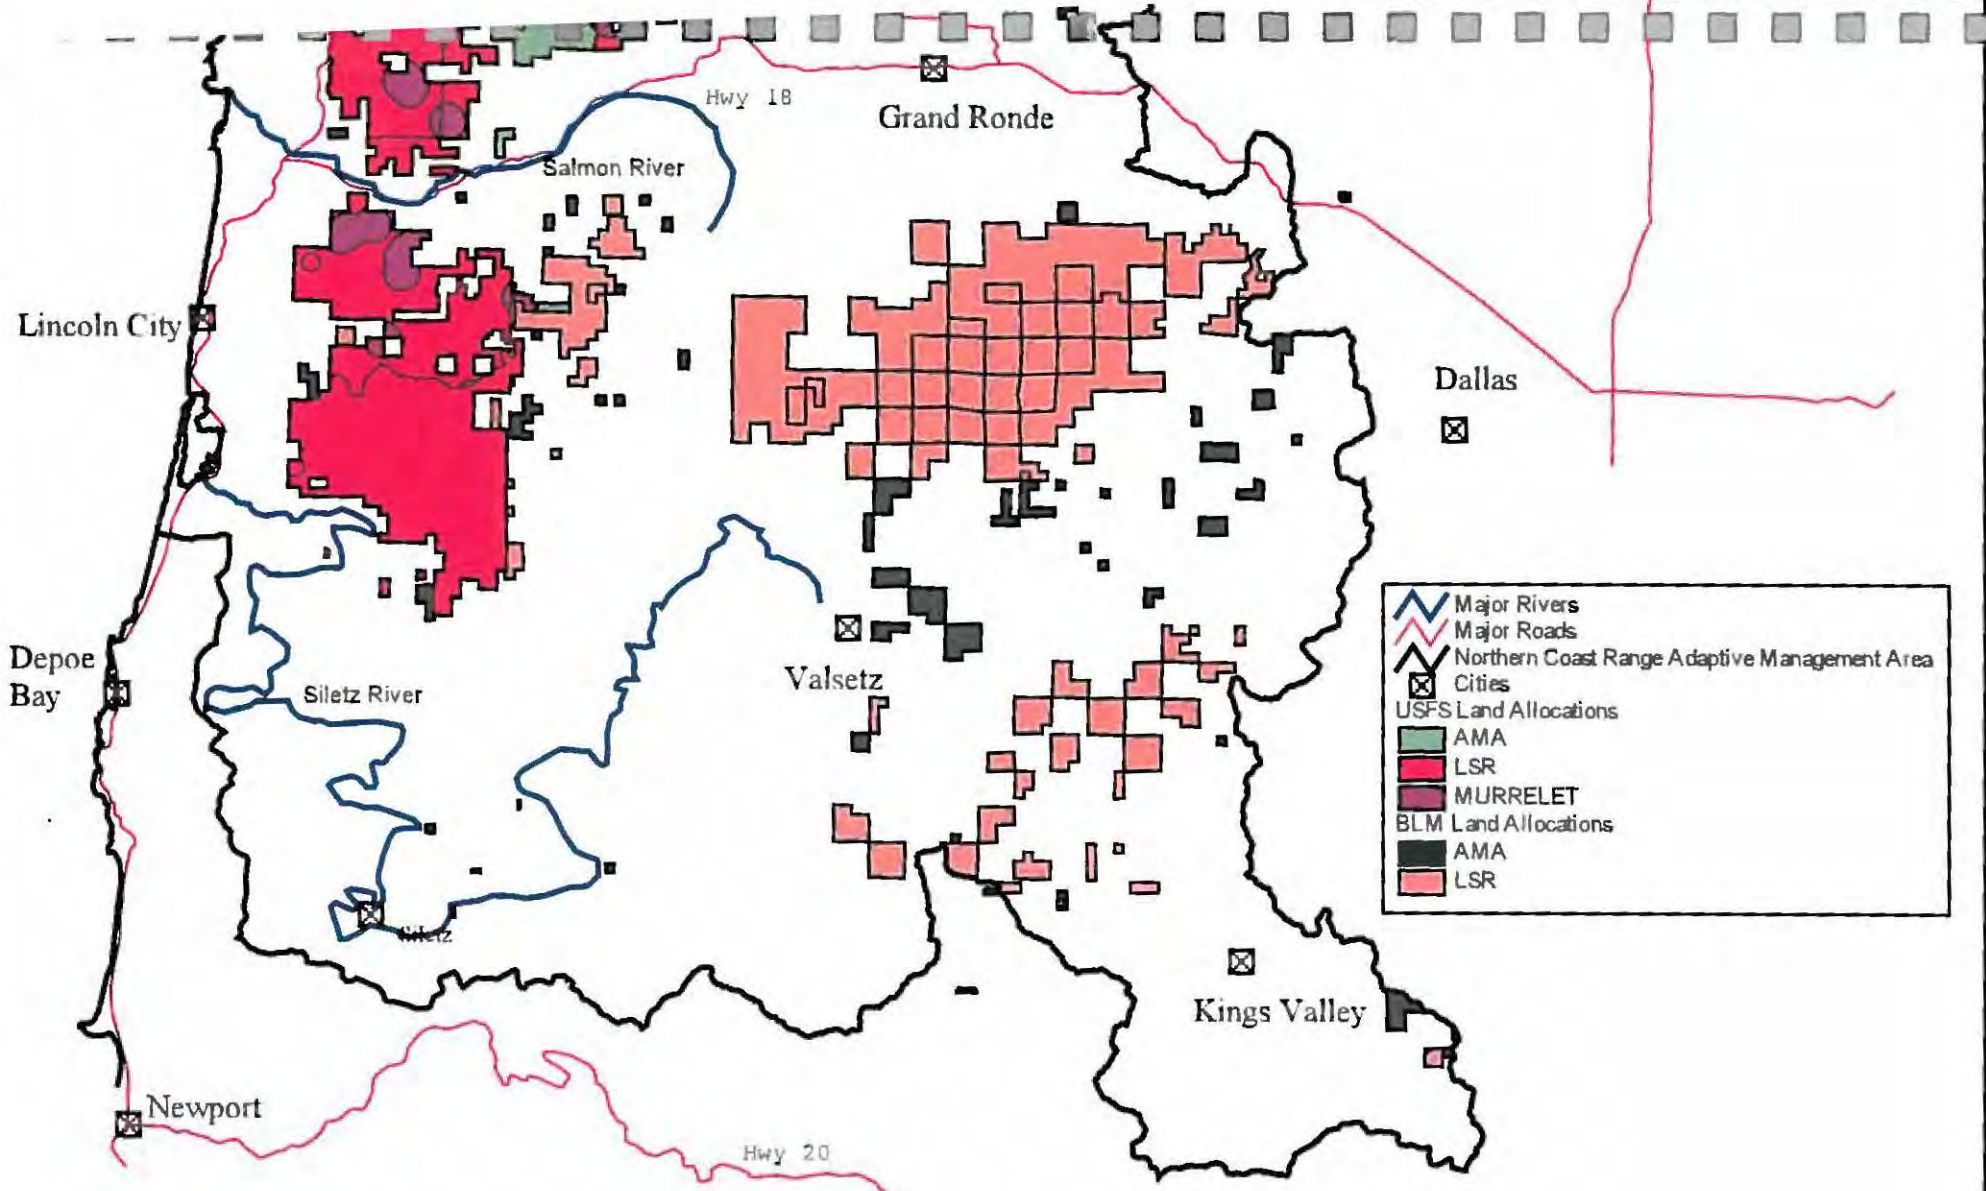 Hwy 18
Grand Ronde
Salmon River
Lincoln City
Dallas
Depoe
Bay
Siletz River
Valsetz
Siletz
Kings Valley
Newport
Hwy 20
Major Rivers
Major Roads
Northern Coast Range Adaptive Management Area
Cities
USFS Land Allocations
AMA
LSR
MURRELET
BLM Land Allocations
AMA
LSR